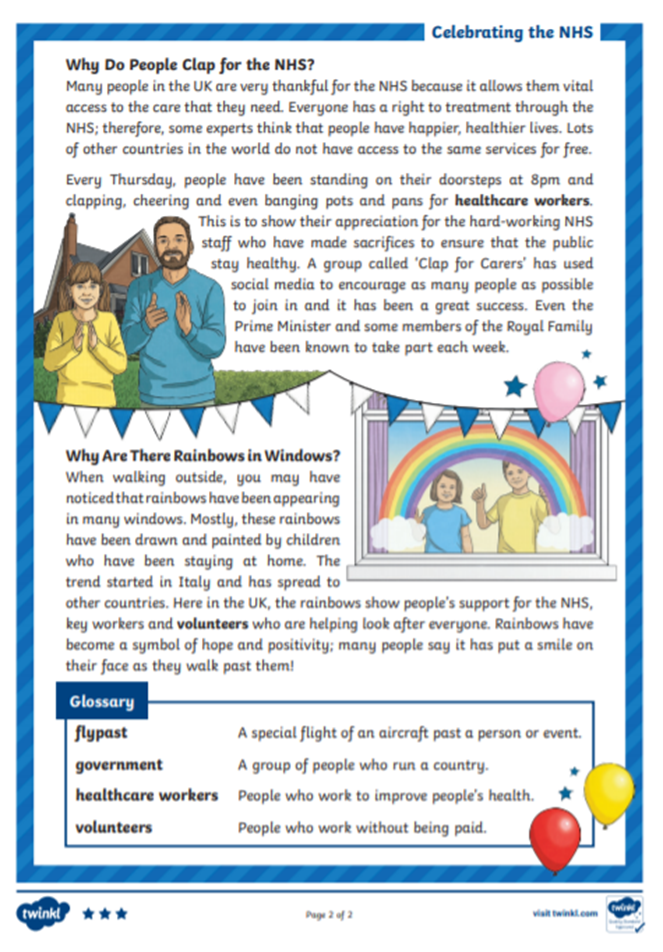 Celebrating the NHS
Why Do People Clap for the NHS?
Many people in the UK are very thankful for the NHS because it allows them vital
access to the care that they need. Everyone has a right to treatment through the
NHS; therefore, some experts think that people have happier, healthier lives. Lots
of other countries in the world do not have access to the same services for free.
Every Thursday, people have been standing on their doorsteps at 8pm and
clapping, cheering and even banging pots and pans for healthcare workers.
This is to show their appreciation for the hard-working NHS
staff who have made sacrifices to ensure that the public
stay healthy. A group called 'Clap for Carers' has used
social media to encourage as many people as possible
to join in and it has been a great success. Even the
Prime Minister and some members of the Royal Family
have been known to take part each week.
Why Are There Rainbows in Windows?
When walking outside, you may have
noticed that rainbows have been appearing
in many windows. Mostly, these rainbows
have been drawn and painted by children
who have been staying at home. The
trend started in Italy and has spread to
other countries. Here in the UK, the rainbows show people's support for the NHS,
key workers and volunteers who are helping look after everyone. Rainbows have
become a symbol of hope and positivity; many people say it has put a smile on
their face as they walk past them!
Glossary
flypast A special flight of an aircraft past a person or event.
government A group of people who run a country.
healthcare workers People who work to improve people's health.
volunteers People who work without being paid.
twinkl Page 2 of 2 visit twinkl.com twinkl